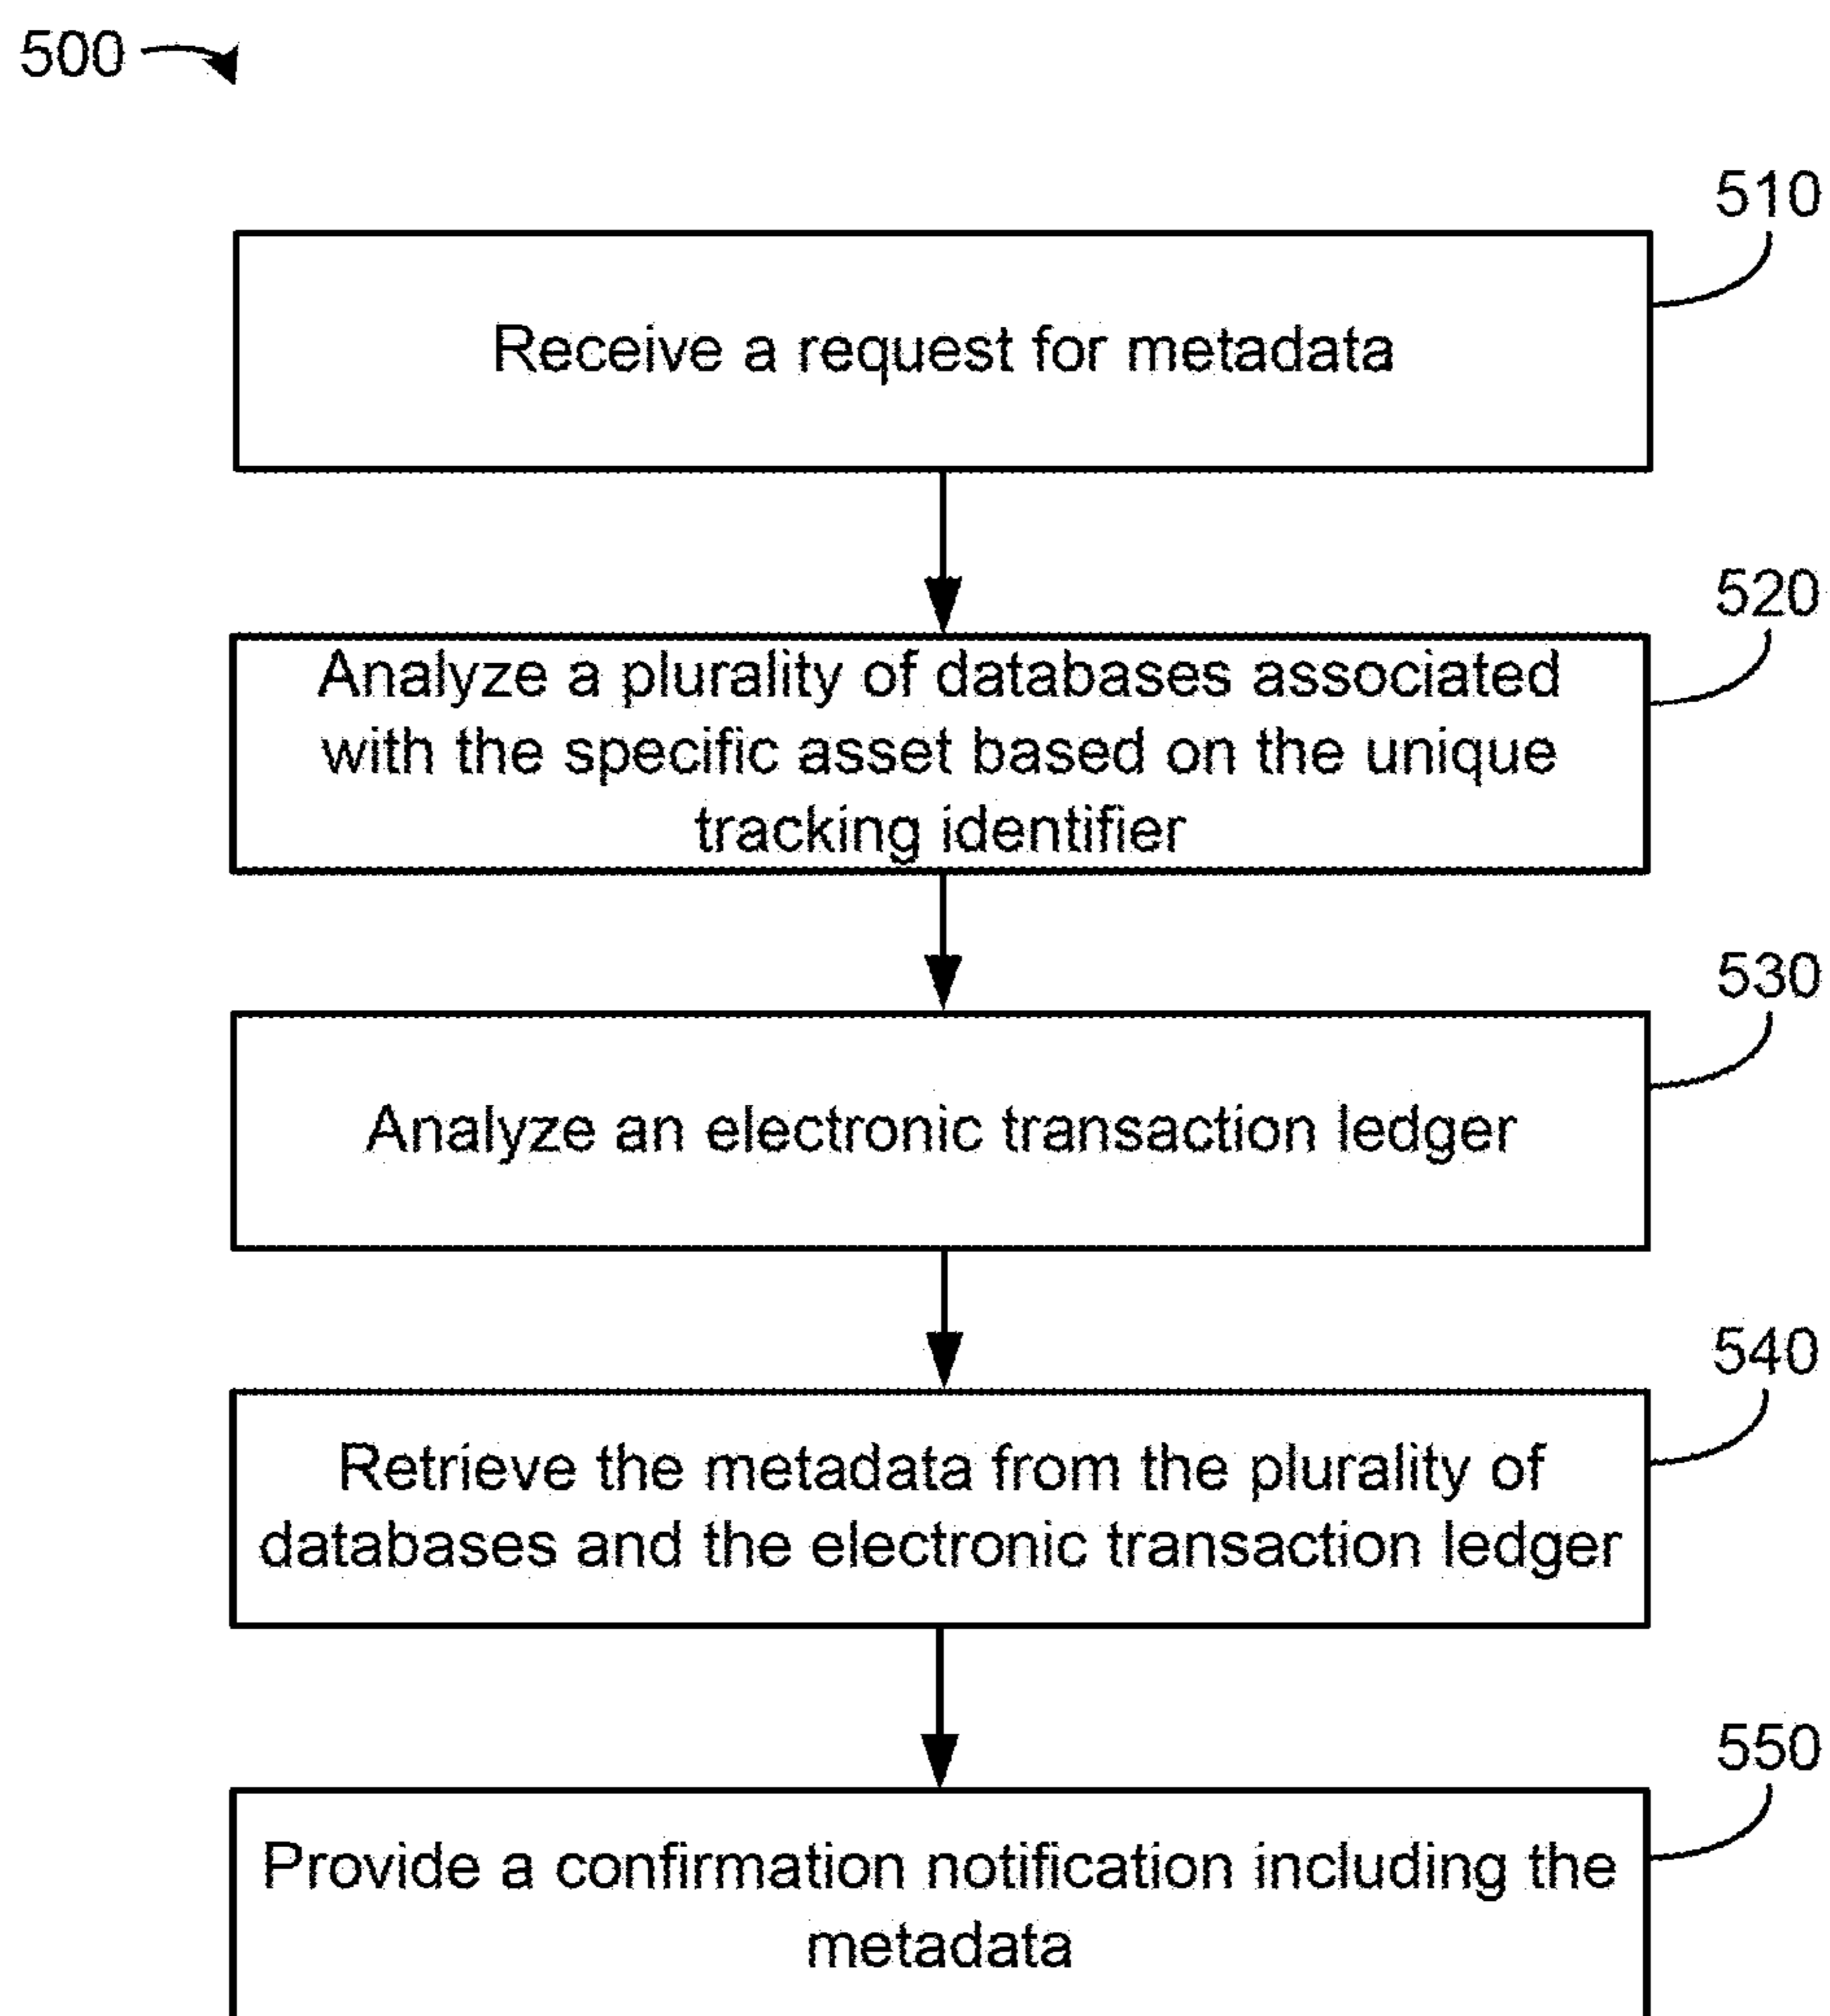 500
510
Receive a request for metadata
520
Analyze a plurality of databases associated
with the specific asset based on the unique
tracking identifier
530
Analyze an electronic transaction ledger
540
Retrieve the metadata from the plurality of
databases and the electronic transaction ledger
550
Provide a confirmation notification including the
metadata